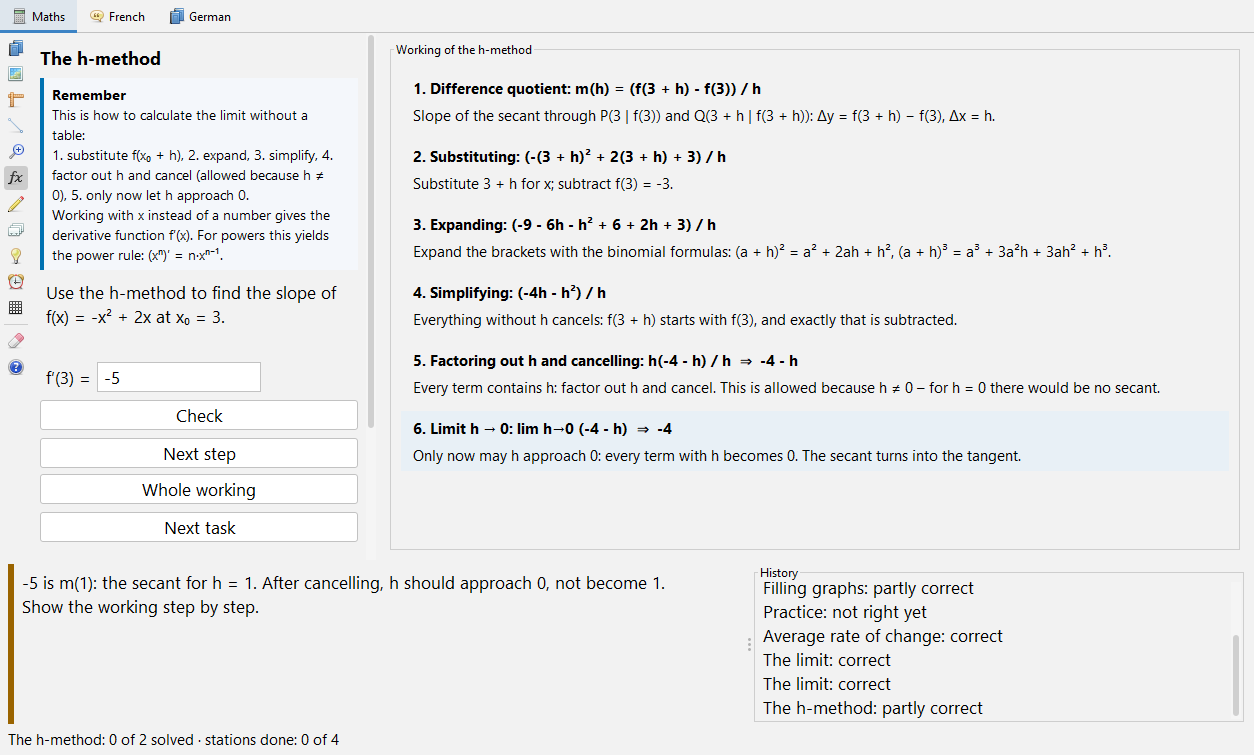 Maths French German
The h-method
Remember
This is how to calculate the limit without a
table:
1. substitute f(x₀ + h), 2. expand, 3. simplify, 4.
factor out h and cancel (allowed because h ≠
0), 5. only now let h approach 0.
Working with x instead of a number gives the
derivative function f'(x). For powers this yields
the power rule: (xⁿ)' = n·xⁿ⁻¹.
Use the h-method to find the slope of
f(x) = -x² + 2x at x₀ = 3.
f'(3) = -5
Check
Next step
Whole working
Next task
Working of the h-method
1. Difference quotient: m(h) = (f(3 + h) - f(3)) / h
Slope of the secant through P(3 | f(3)) and Q(3 + h | f(3 + h)): Δy = f(3 + h) − f(3), Δx = h.
2. Substituting: (-(3 + h)² + 2(3 + h) + 3) / h
Substitute 3 + h for x; subtract f(3) = -3.
3. Expanding: (-9 - 6h - h² + 6 + 2h + 3) / h
Expand the brackets with the binomial formulas: (a + h)² = a² + 2ah + h², (a + h)³ = a³ + 3a²h + 3ah² + h³.
4. Simplifying: (-4h - h²) / h
Everything without h cancels: f(3 + h) starts with f(3), and exactly that is subtracted.
5. Factoring out h and cancelling: h(-4 - h) / h ⇒ -4 - h
Every term contains h: factor out h and cancel. This is allowed because h ≠ 0 – for h = 0 there would be no secant.
6. Limit h → 0: lim h→0 (-4 - h) ⇒ -4
Only now may h approach 0: every term with h becomes 0. The secant turns into the tangent.
-5 is m(1): the secant for h = 1. After cancelling, h should approach 0, not become 1.
Show the working step by step.
History
Filling graphs: partly correct
Practice: not right yet
Average rate of change: correct
The limit: correct
The limit: correct
The h-method: partly correct
The h-method: 0 of 2 solved · stations done: 0 of 4